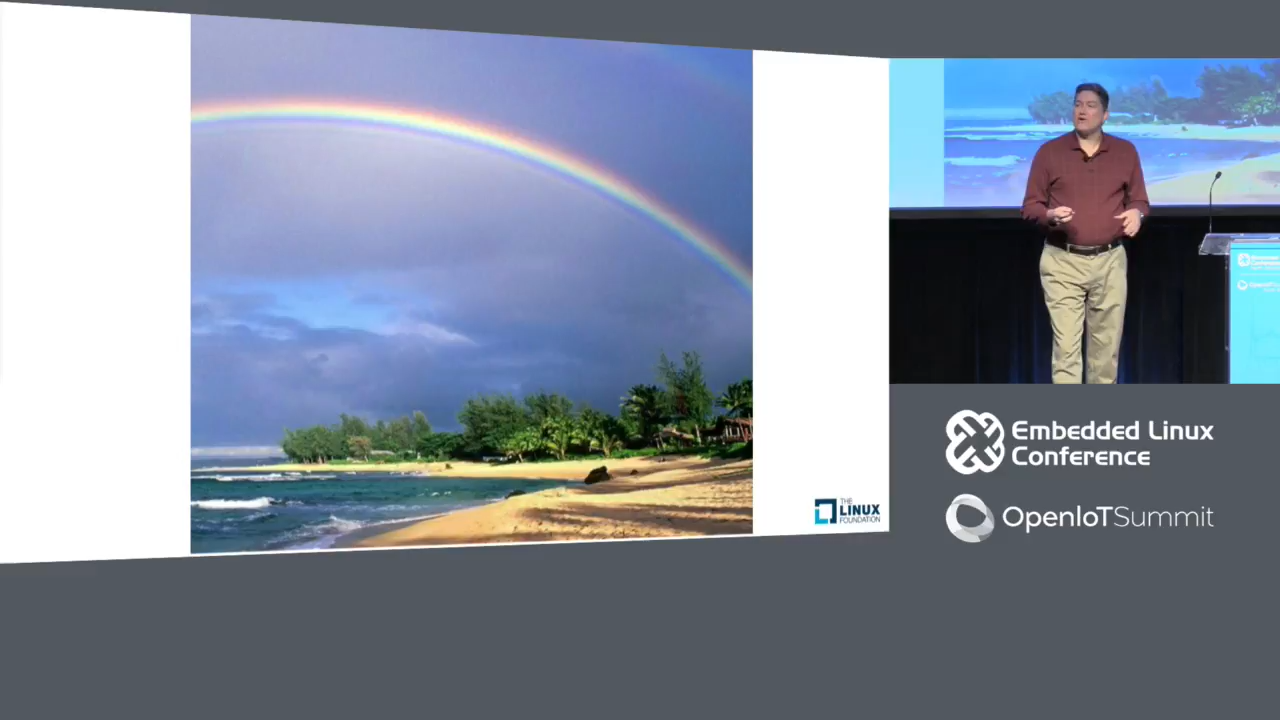 THE
LINUX
FOUNDATION
Embedded Linux
Conference
OpenIoTSummit